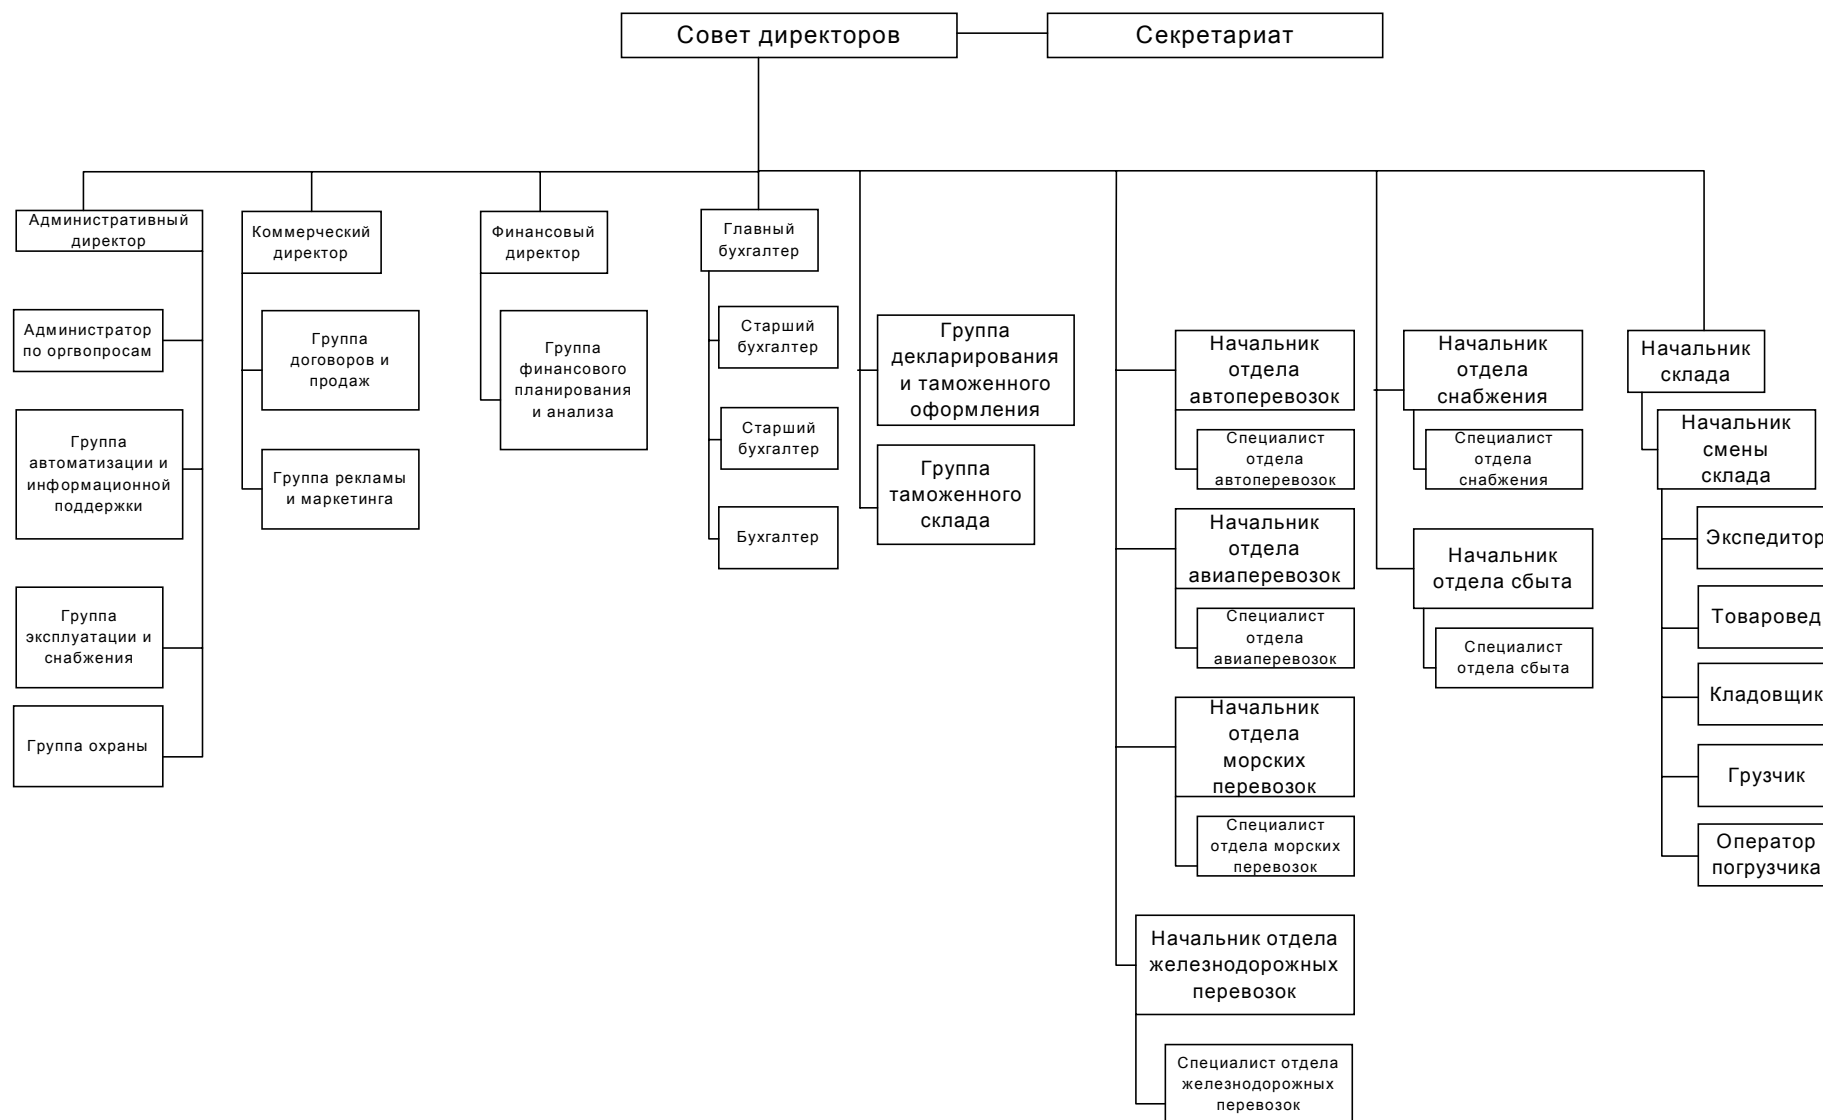 Совет директоров
Секретариат
Административный
директор
Администратор
по оргвопросам
Группа
автоматизации и
информационной
поддержки
Группа
эксплуатации и
снабжения
Группа охраны
Коммерческий
директор
Группа
договоров и
продаж
Группа рекламы
и маркетинга
Финансовый
директор
Группа
финансового
планирования
и анализа
Главный
бухгалтер
Старший
бухгалтер
Старший
бухгалтер
Бухгалтер
Группа
декларирования
и таможенного
оформления
Группа
таможенного
склада
Начальник
отдела
автоперевозок
Специалист
отдела
автоперевозок
Начальник
отдела
авиаперевозок
Специалист
отдела
авиаперевозок
Начальник
отдела
морских
перевозок
Специалист
отдела морских
перевозок
Начальник отдела
железнодорожных
перевозок
Специалист отдела
железнодорожных
перевозок
Начальник
отдела
снабжения
Специалист
отдела
снабжения
Начальник
отдела сбыта
Специалист
отдела сбыта
Начальник
склада
Начальник
смены
склада
Экспедитор
Товаровед
Кладовщик
Грузчик
Оператор
погрузчика